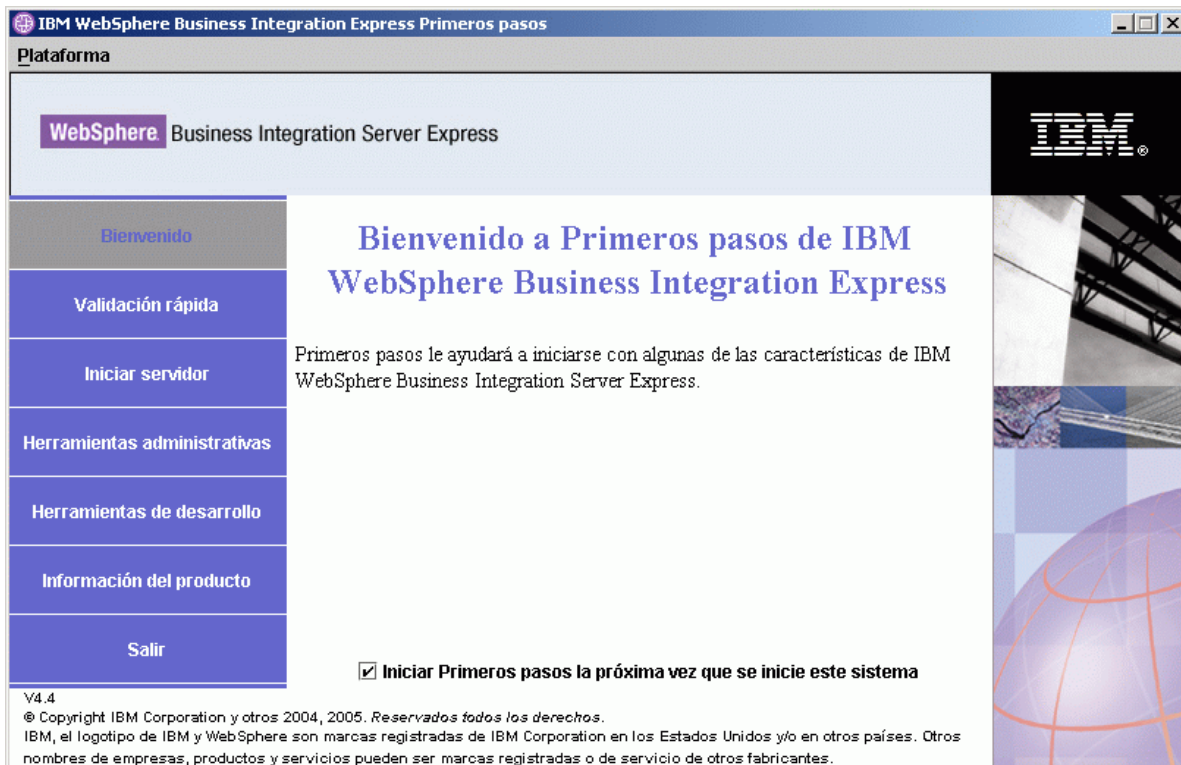 IBM WebSphere Business Integration Express Primeros pasos
Plataforma
WebSphere. Business Integration Server Express
IBM®
Bienvenido
Validación rápida
Iniciar servidor
Herramientas administrativas
Herramientas de desarrollo
Información del producto
Salir
Bienvenido a Primeros pasos de IBM
WebSphere Business Integration Express
Primeros pasos le ayudará a iniciarse con algunas de las características de IBM
WebSphere Business Integration Server Express.
Iniciar Primeros pasos la próxima vez que se inicie este sistema
V4.4
© Copyright IBM Corporation y otros 2004, 2005. Reservados todos los derechos.
IBM, el logotipo de IBM y WebSphere son marcas registradas de IBM Corporation en los Estados Unidos y/o en otros países. Otros
nombres de empresas, productos y servicios pueden ser marcas registradas o de servicio de otros fabricantes.